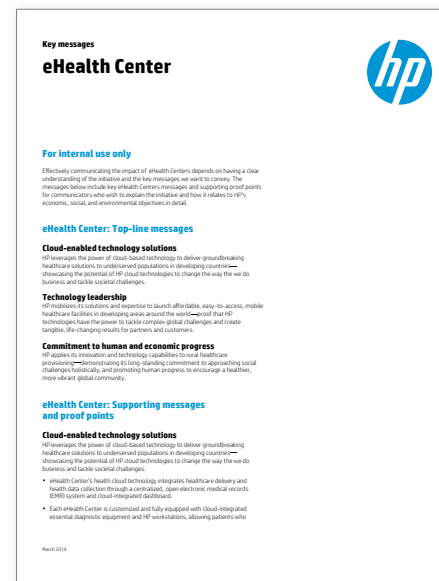 Key messages
eHealth Center
hp
For internal use only
Effectively communicating the impact of eHealth Centers depends on having a clear
understanding of the initiative and the key messages we want to convey. The
messages below include key eHealth Centers messages and supporting proof points
for communicators who wish to explain the initiative and how it relates to HP's
economic, social, and environmental objectives in detail.
eHealth Center: Top-line messages
Cloud-enabled technology solutions
HP leverages the power of cloud-based technology to deliver groundbreaking
healthcare solutions to underserved populations in developing countries—
showcasing the potential of HP cloud technologies to change the way the we do
business and tackle societal challenges.
Technology leadership
HP mobilizes its solutions and expertise to launch affordable, easy-to-access, mobile
healthcare facilities in developing areas around the world—proof that HP
technologies have the power to tackle complex global challenges and create
tangible, life-changing results for partners and customers.
Commitment to human and economic progress
HP applies its innovation and technology capabilities to rural healthcare
provisioning—demonstrating its long-standing commitment to approaching social
challenges holistically, and promoting human progress to encourage a healthier,
more vibrant global community.
eHealth Center: Supporting messages
and proof points
Cloud-enabled technology solutions
HP leverages the power of cloud-based technology to deliver groundbreaking
healthcare solutions to underserved populations in developing countries—
showcasing the potential of HP cloud technologies to change the way the we do
business and tackle societal challenges.
• eHealth Center's health cloud technology integrates healthcare delivery and
health data collection through a centralized, open electronic medical records
(EMR) system and cloud-integrated dashboard.
• Each eHealth Center is customized and fully equipped with cloud-integrated
essential diagnostic equipment and HP workstations, allowing patients who
March 2014